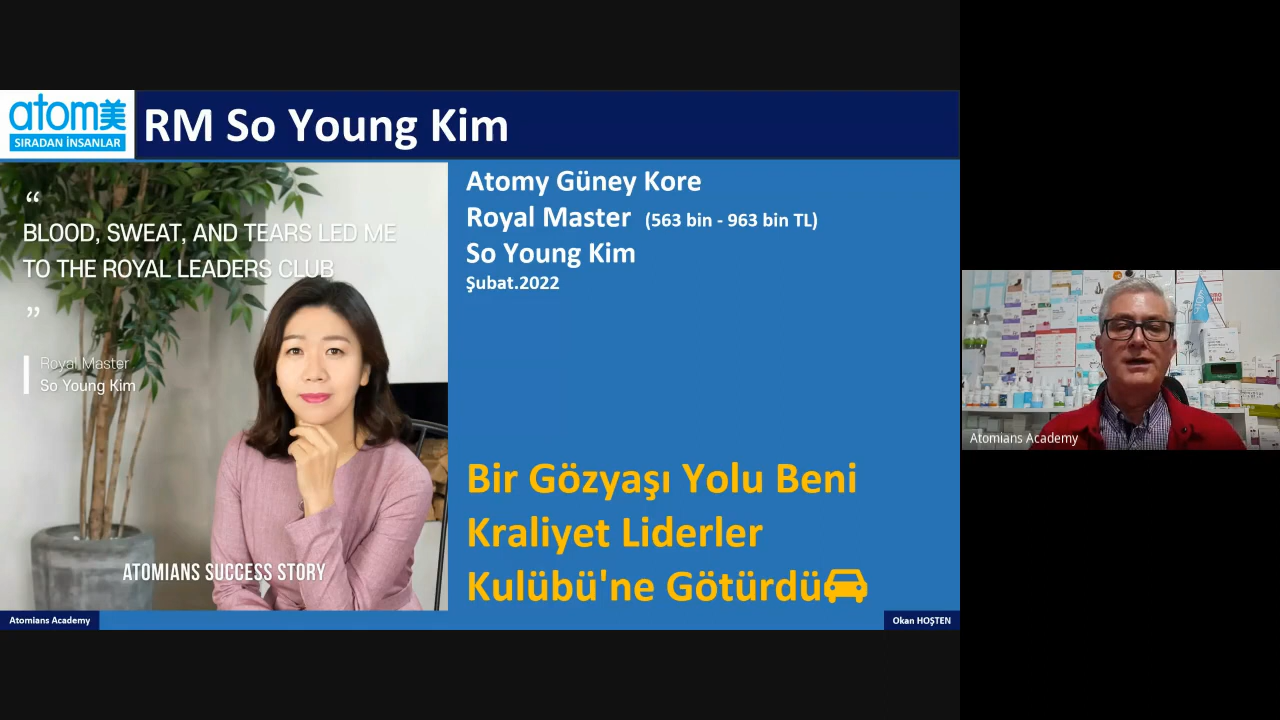 atom美
SIRADAN İNSANLAR
RM So Young Kim
“
BLOOD, SWEAT, AND TEARS LED ME
TO THE ROYAL LEADERS CLUB
”
Royal Master
So Young Kim
ATOMIANS SUCCESS STORY
Atomy Güney Kore
Royal Master (563 bin - 963 bin TL)
So Young Kim
Şubat.2022
Bir Gözyaşı Yolu Beni
Kraliyet Liderler
Kulübü'ne Götürdü
Atomians Academy
Okan HOŞTEN
Atomians Academy